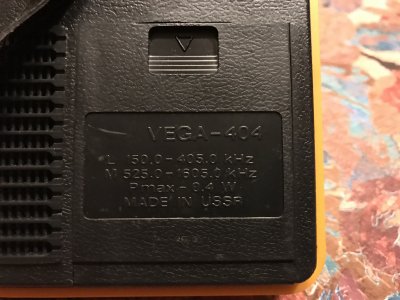 VEGA-404
L 150.0-405.0 kHz
M 525.0-1605.0 kHz
Pmax - 0.4 W
MADE IN USSR